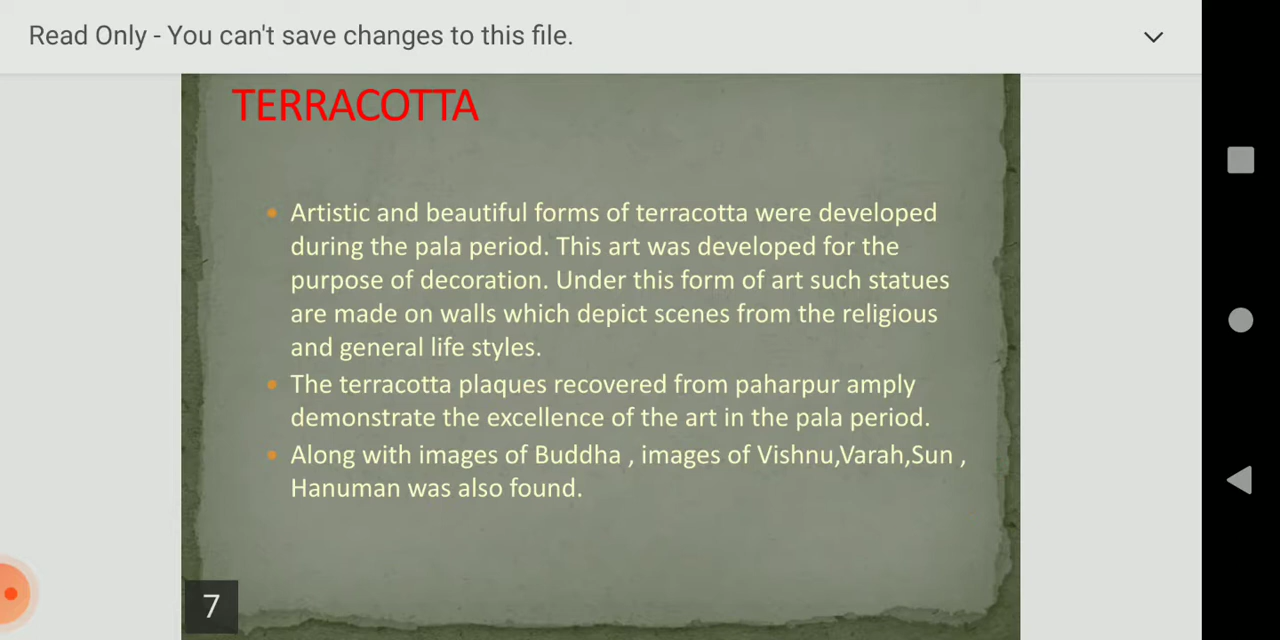 Read Only - You can't save changes to this file.
TERRACOTTA
• Artistic and beautiful forms of terracotta were developed
during the pala period. This art was developed for the
purpose of decoration. Under this form of art such statues
are made on walls which depict scenes from the religious
and general life styles.
• The terracotta plaques recovered from paharpur amply
demonstrate the excellence of the art in the pala period.
• Along with images of Buddha , images of Vishnu,Varah,Sun ,
Hanuman was also found.
7